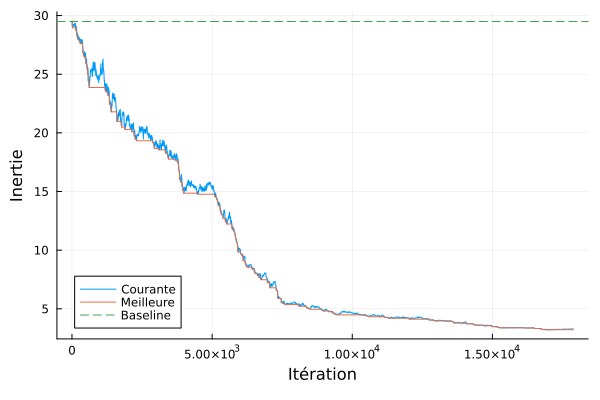 30
25
20
15
10
5
Inertie
Courante
Meilleure
Baseline
0
5.00×10³
1.00×10⁴
1.50×10⁴
Itération